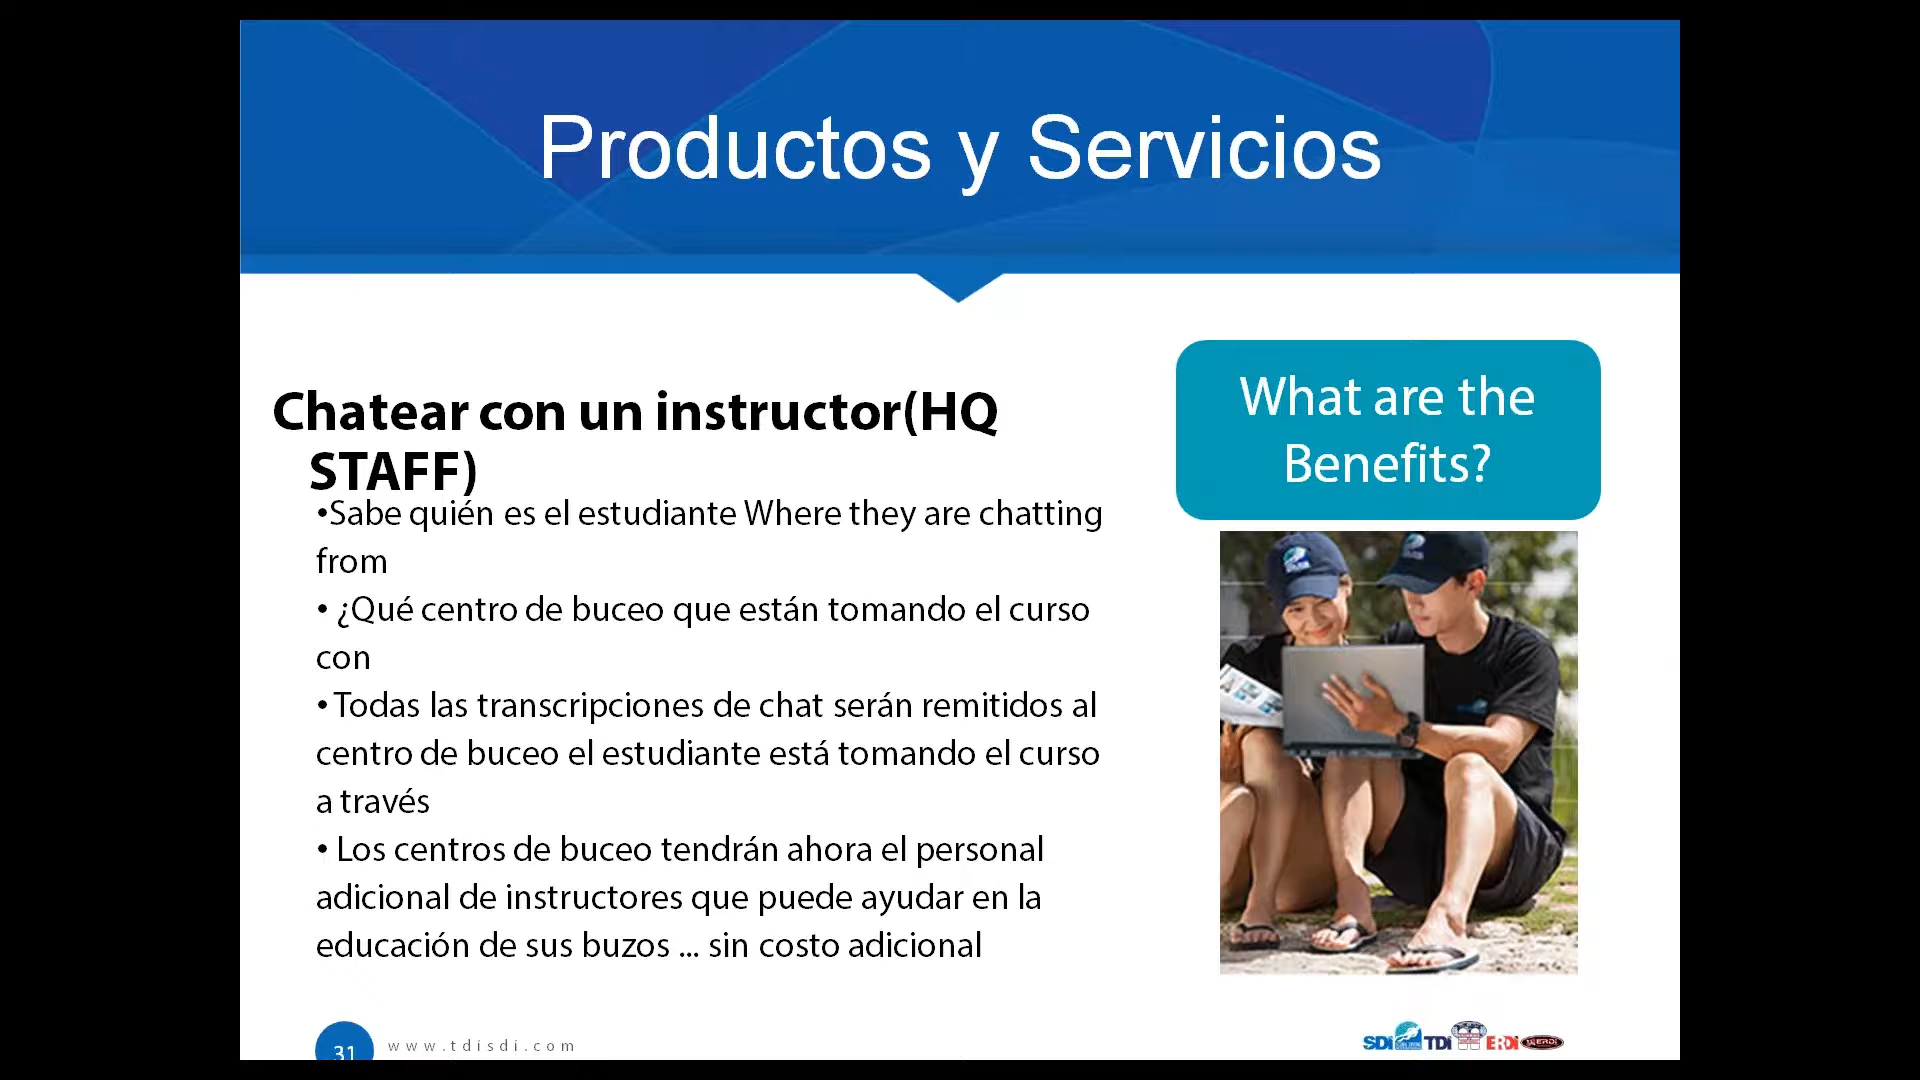 Productos y Servicios
Chatear con un instructor(HQ
STAFF)
•Sabe quién es el estudiante Where they are chatting
from
• ¿Qué centro de buceo que están tomando el curso
con
• Todas las transcripciones de chat serán remitidos al
centro de buceo el estudiante está tomando el curso
a través
• Los centros de buceo tendrán ahora el personal
adicional de instructores que puede ayudar en la
educación de sus buzos ... sin costo adicional
What are the
Benefits?
31
www.tdisdi.com
SDI TDI ERDI